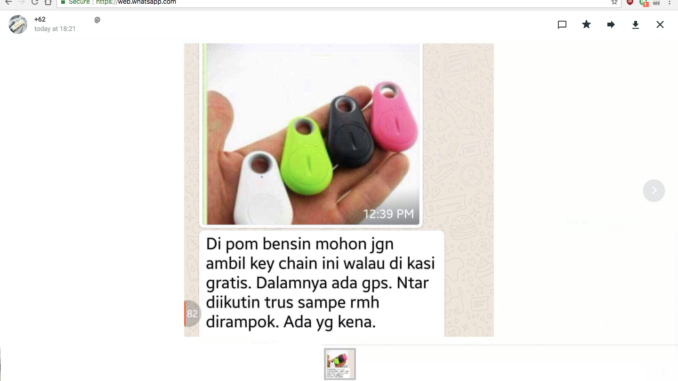 Secure https://web.whatsapp.com
+62 @
today at 18:21
12:39 PM
Di pom bensin mohon jgn
ambil key chain ini walau di kasi
gratis. Dalamnya ada gps. Ntar
diikutin trus sampe rmh
dirampok. Ada yg kena.
82